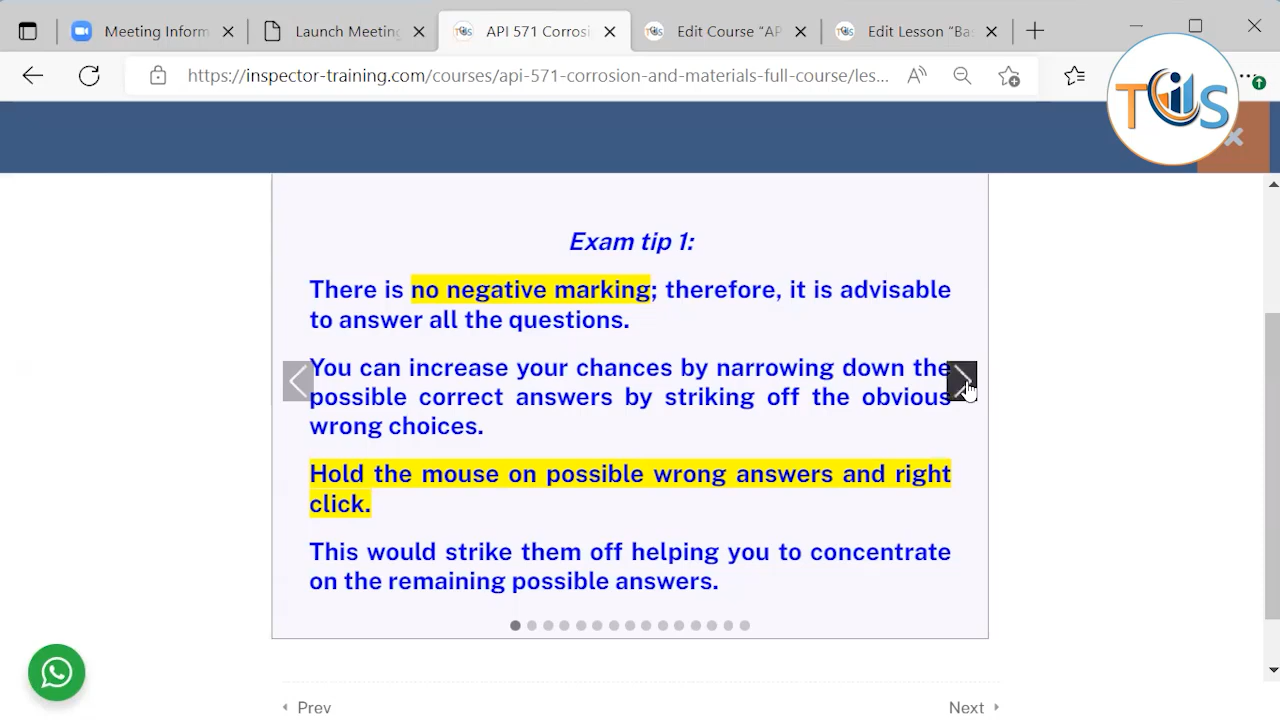 Meeting Inform
Launch Meeting
API 571 Corrosi
Edit Course “AP
Edit Lesson “Ba
https://inspector-training.com/courses/api-571-corrosion-and-materials-full-course/les...
TCIS
Exam tip 1:
There is no negative marking; therefore, it is advisable
to answer all the questions.
You can increase your chances by narrowing down the
possible correct answers by striking off the obvious
wrong choices.
Hold the mouse on possible wrong answers and right
click.
This would strike them off helping you to concentrate
on the remaining possible answers.
Prev
Next